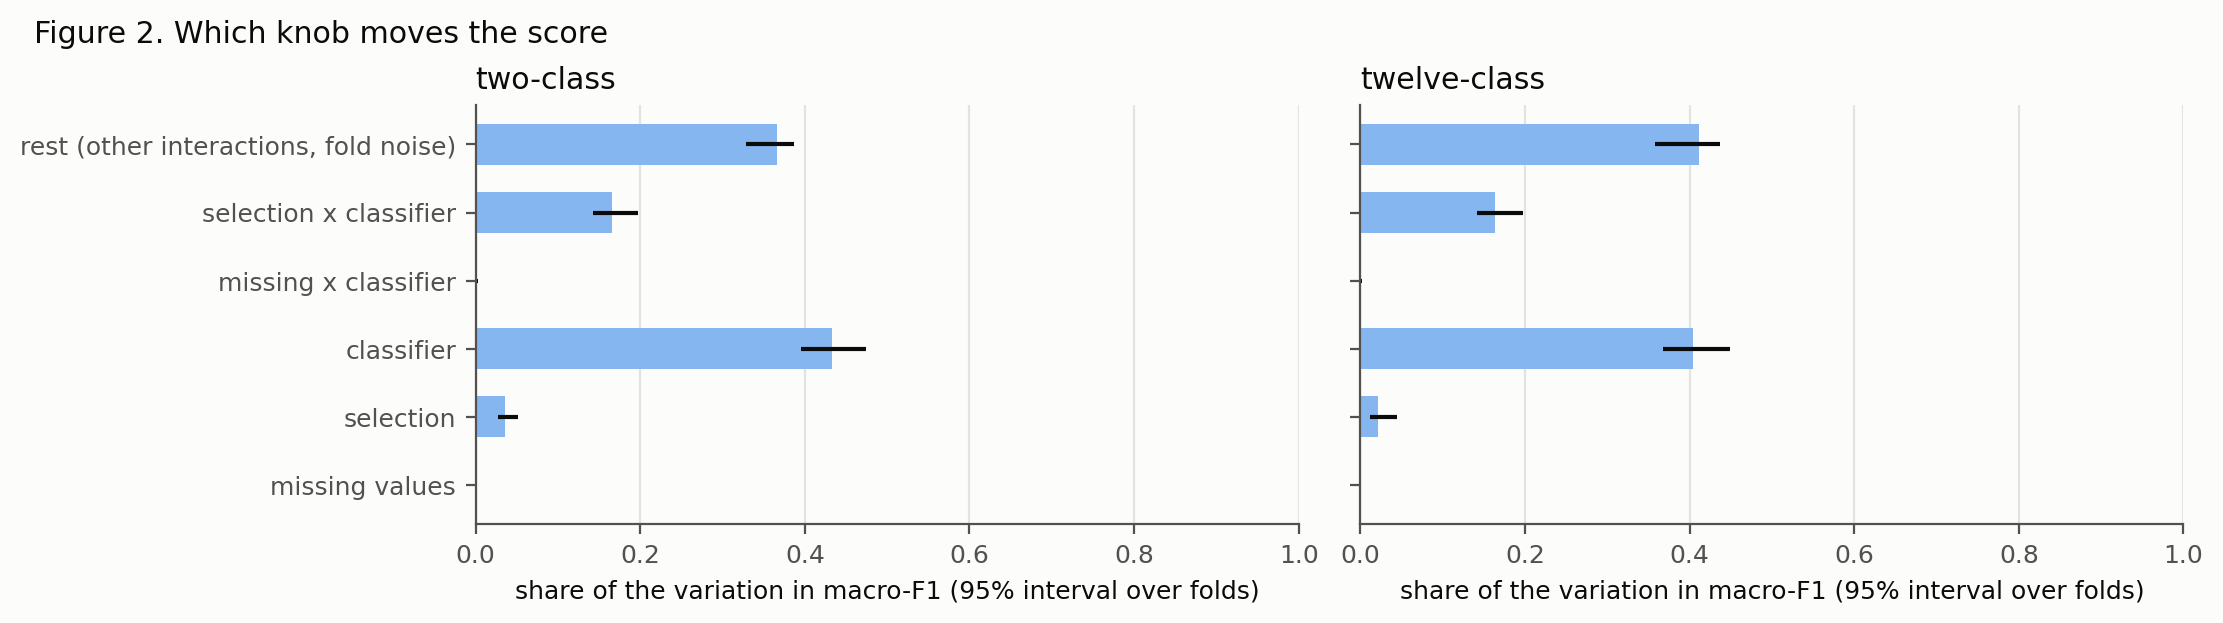 Figure 2. Which knob moves the score
two-class
twelve-class
rest (other interactions, fold noise)
selection x classifier
missing x classifier
classifier
selection
missing values
0.0 0.2 0.4 0.6 0.8 1.0
0.0 0.2 0.4 0.6 0.8 1.0
share of the variation in macro-F1 (95% interval over folds)
share of the variation in macro-F1 (95% interval over folds)